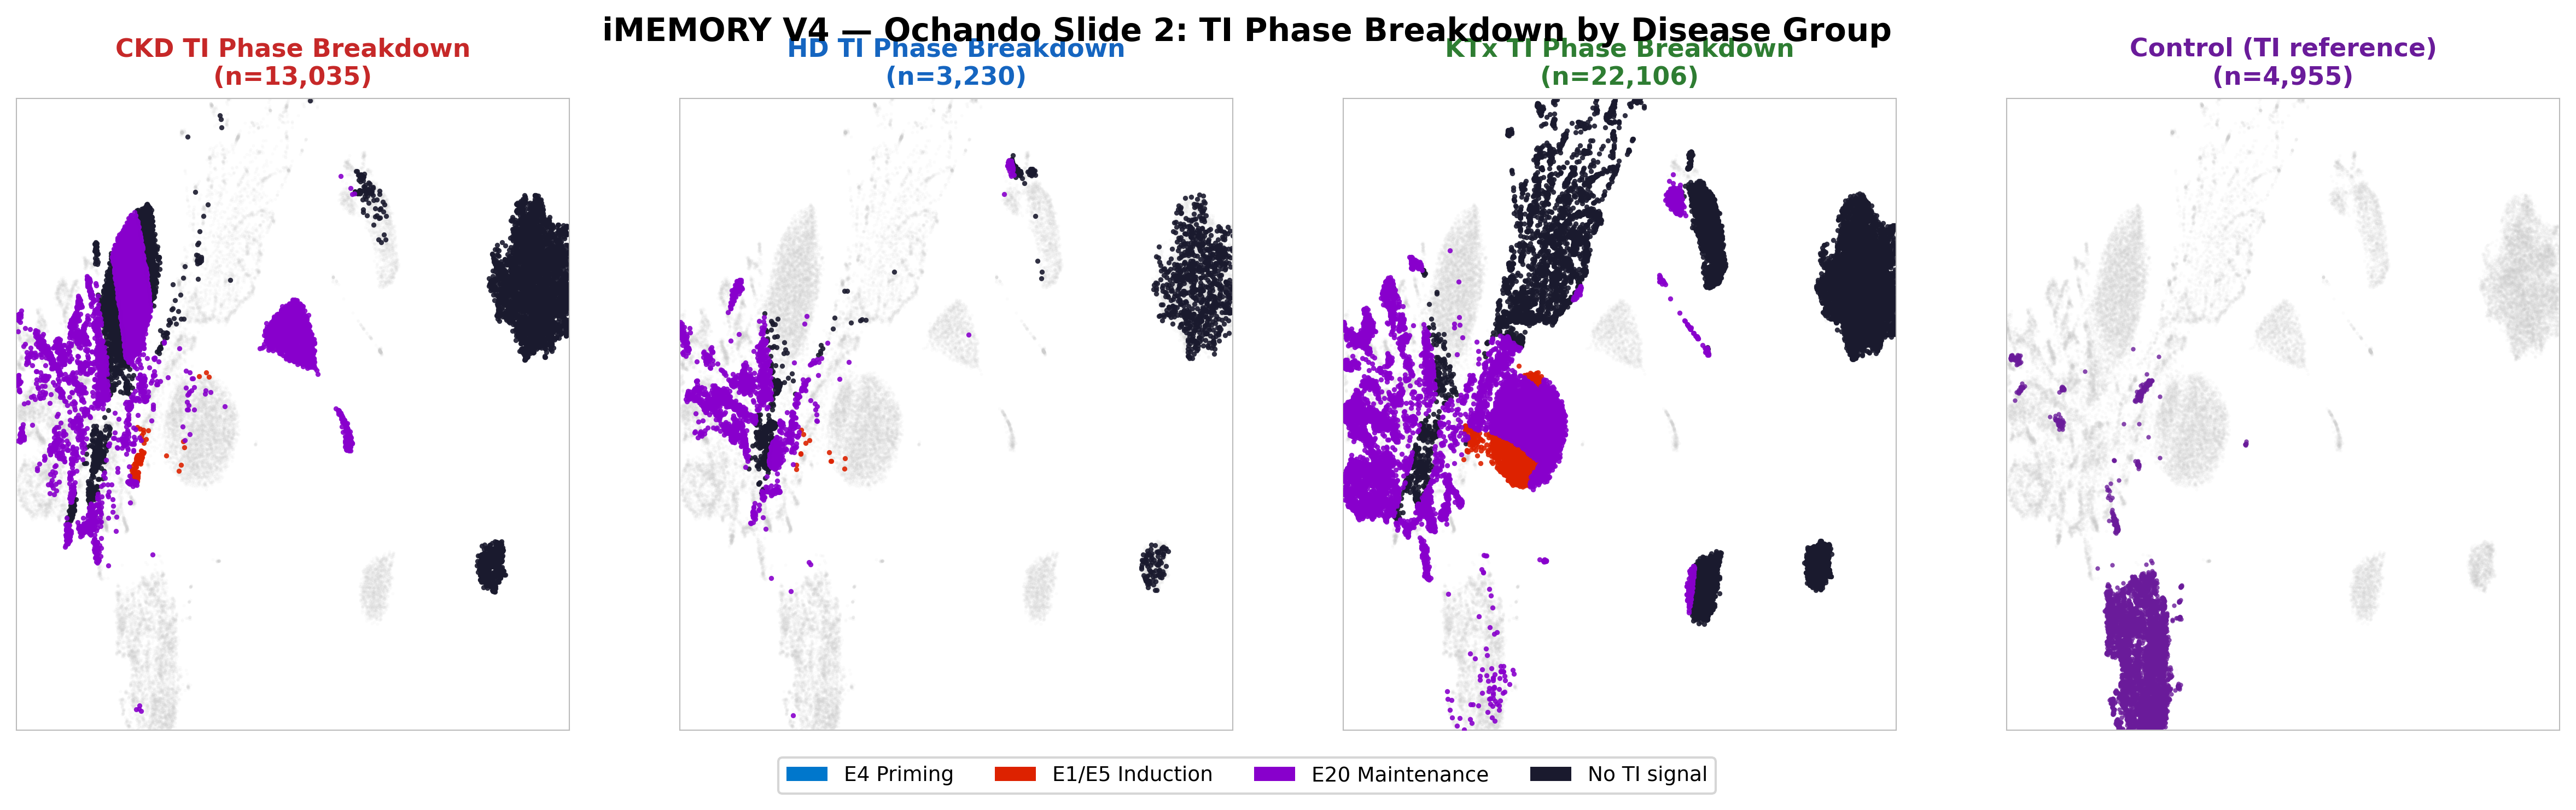 iMEMORY V4 — Ochando Slide 2: TI Phase Breakdown by Disease Group
CKD TI Phase Breakdown
(n=13,035)
HD TI Phase Breakdown
(n=3,230)
KTx TI Phase Breakdown
(n=22,106)
Control (TI reference)
(n=4,955)
E4 Priming
E1/E5 Induction
E20 Maintenance
No TI signal